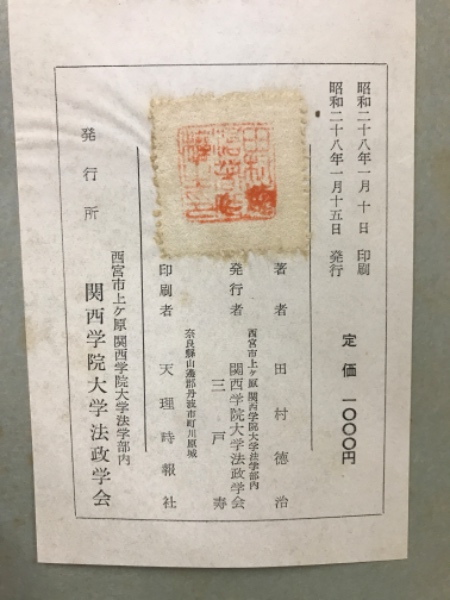 昭和二十八年一月十日 印刷
昭和二十八年一月十五日 発行
定価 一〇〇〇円
著者 田村徳治
西宮市上ヶ原 関西学院大学法学部内
関西学院大学法政学会
発行者 三戸寿
奈良縣山邊郡丹波市町川原城
印刷者 天理時報社
西宮市上ケ原 関西学院大学法学部内
発行所 関西学院大学法政学会